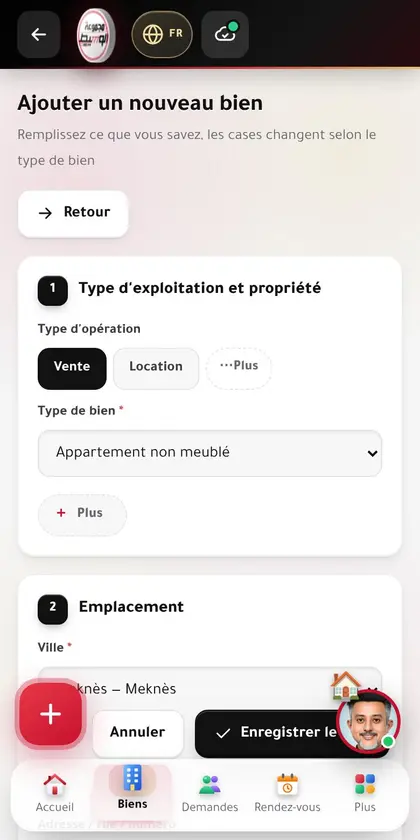 FR
Ajouter un nouveau bien
Remplissez ce que vous savez, les cases changent selon le
type de bien
→ Retour
1 Type d'exploitation et propriété
Type d'opération
Vente Location ···Plus
Type de bien *
Appartement non meublé
+ Plus
2 Emplacement
Ville *
knès – Meknès
Annuler Enregistrer le
Accueil Biens Demandes Rendez-vous Plus